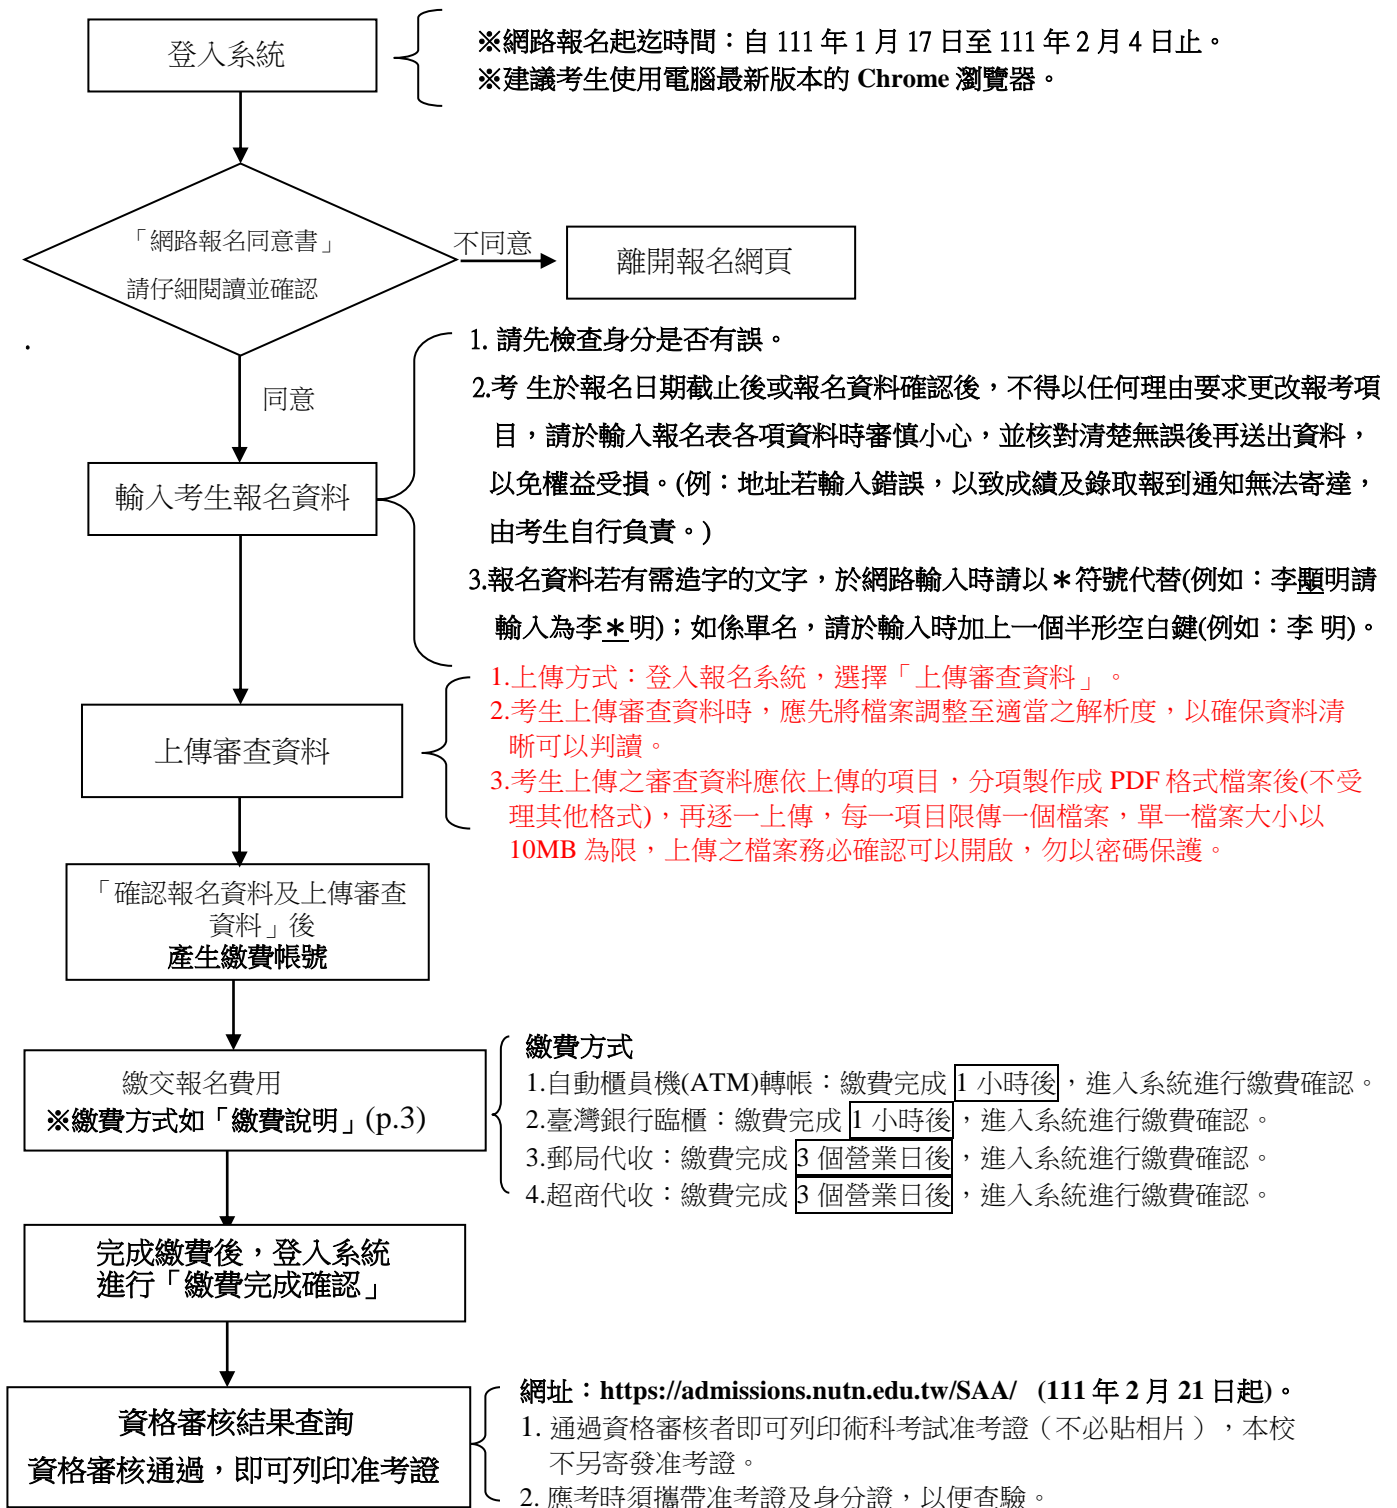 登入系統
※網路報名起迄時間：自 111 年 1 月 17 日至 111 年 2 月 4 日止。
※建議考生使用電腦最新版本的 Chrome 瀏覽器。
「網路報名同意書」
請仔細閱讀並確認
不同意
離開報名網頁
.
同意
輸入考生報名資料
1. 請先檢查身分是否有誤。
2.考 生於報名日期截止後或報名資料確認後，不得以任何理由要求更改報考項
目，請於輸入報名表各項資料時審慎小心，並核對清楚無誤後再送出資料，
以免權益受損。(例：地址若輸入錯誤，以致成績及錄取報到通知無法寄達，
由考生自行負責。)
3.報名資料若有需造字的文字，於網路輸入時請以＊符號代替(例如：李顯明請
輸入為李＊明)；如係單名，請於輸入時加上一個半形空白鍵(例如：李 明)。
上傳審查資料
1.上傳方式：登入報名系統，選擇「上傳審查資料」。
2.考生上傳審查資料時，應先將檔案調整至適當之解析度，以確保資料清
晰可以判讀。
3.考生上傳之審查資料應依上傳的項目，分項製作成 PDF 格式檔案後(不受
理其他格式)，再逐一上傳，每一項目限傳一個檔案，單一檔案大小以
10MB 為限，上傳之檔案務必確認可以開啟，勿以密碼保護。
「確認報名資料及上傳審查
資料」後
產生繳費帳號
繳交報名費用
※繳費方式如「繳費說明」(p.3)
繳費方式
1.自動櫃員機(ATM)轉帳：繳費完成 1 小時後，進入系統進行繳費確認。
2.臺灣銀行臨櫃：繳費完成 1 小時後，進入系統進行繳費確認。
3.郵局代收：繳費完成 3 個營業日後，進入系統進行繳費確認。
4.超商代收：繳費完成 3 個營業日後，進入系統進行繳費確認。
完成繳費後，登入系統
進行「繳費完成確認」
資格審核結果查詢
資格審核通過，即可列印准考證
網址：https://admissions.nutn.edu.tw/SAA/ (111 年 2 月 21 日起)。
1. 通過資格審核者即可列印術科考試准考證（不必貼相片），本校
不另寄發准考證。
2. 應考時須攜帶准考證及身分證，以便查驗。